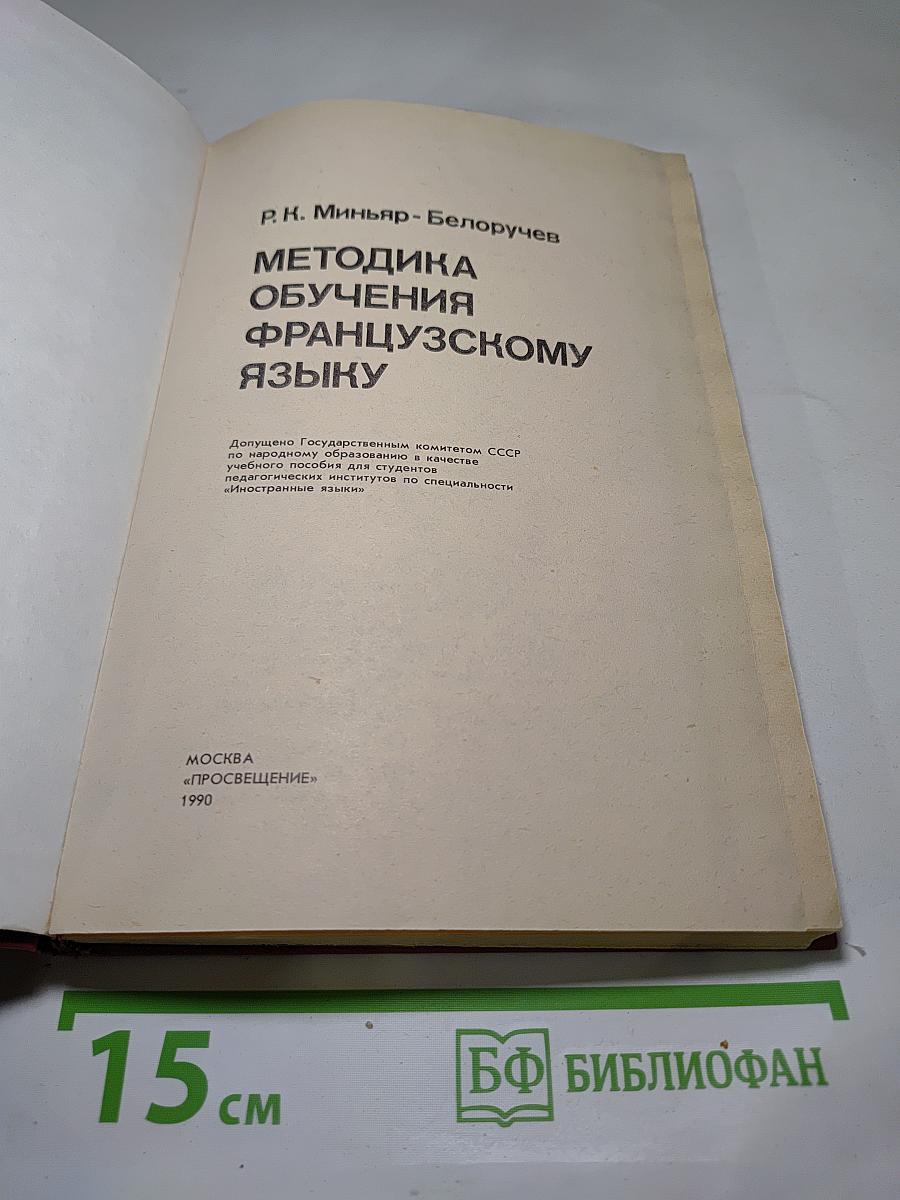 Р. К. Миньяр-Белоручев
МЕТОДИКА
ОБУЧЕНИЯ
ФРАНЦУЗСКОМУ
ЯЗЫКУ
Допущено Государственным комитетом СССР
по народному образованию в качестве
учебного пособия для студентов
педагогических институтов по специальности
«Иностранные языки»
МОСКВА
«ПРОСВЕЩЕНИЕ»
1990
15 см
БФ БИБЛИОФАН